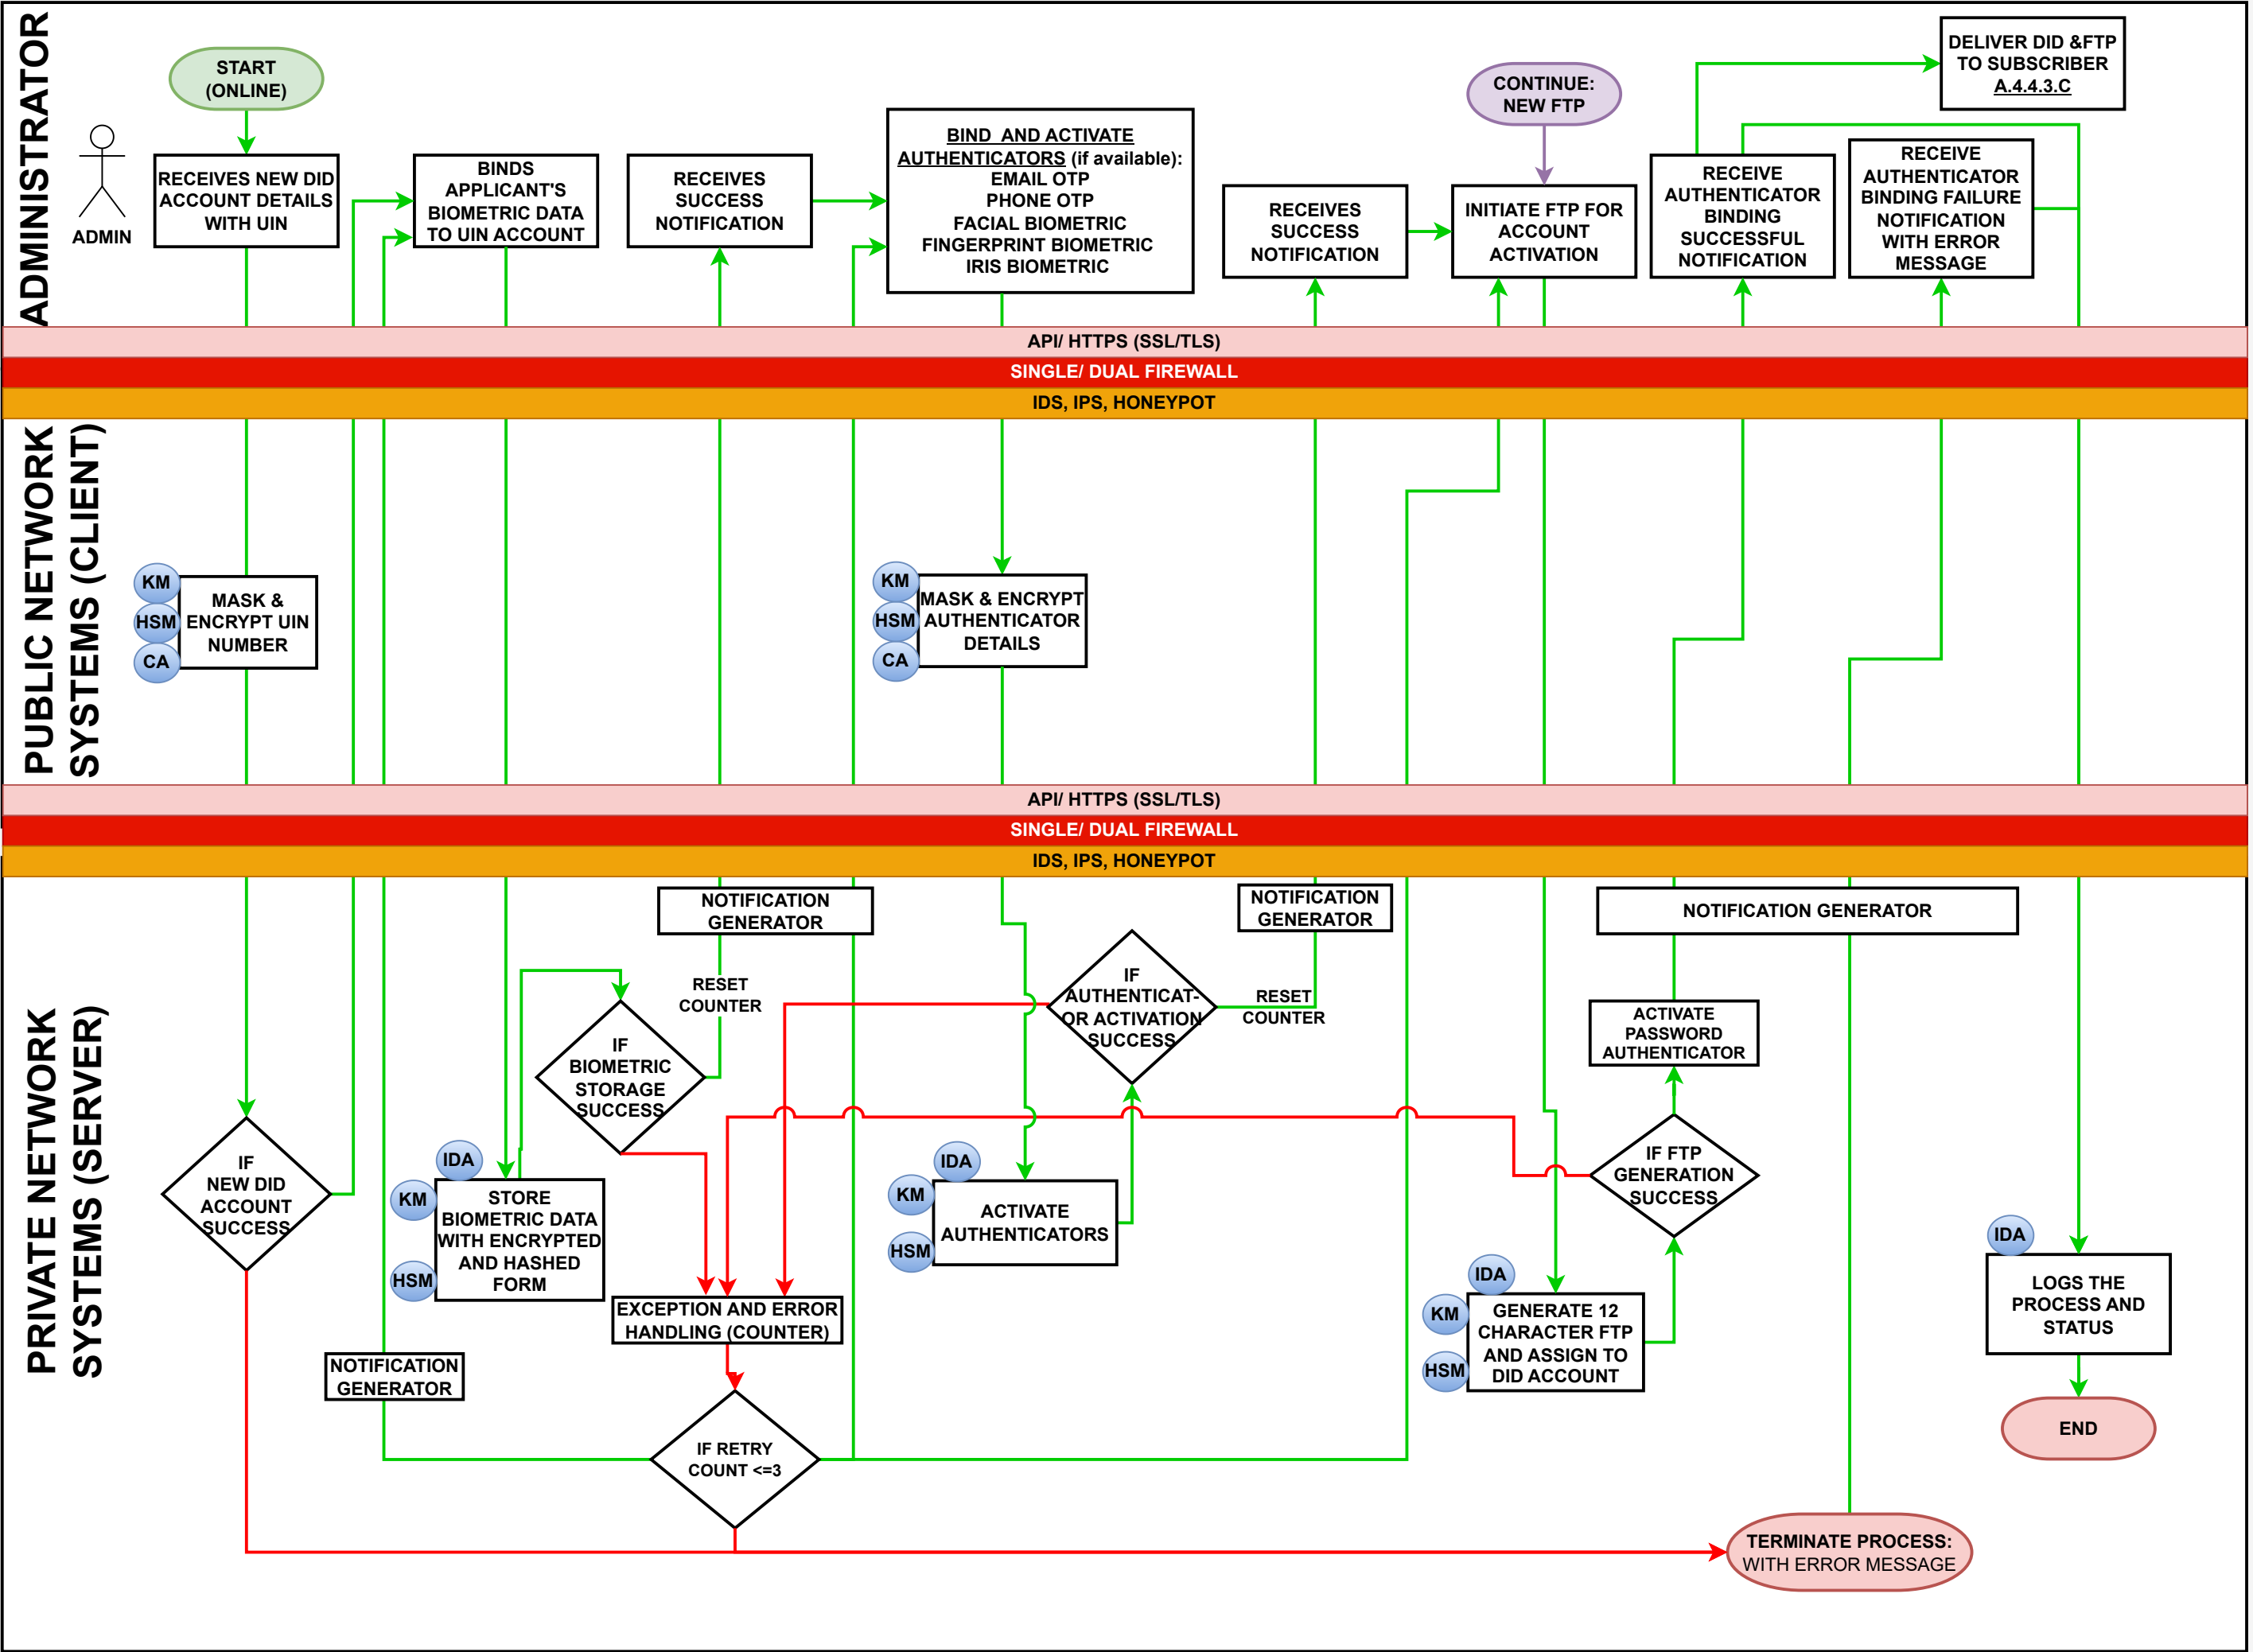 ADMINISTRATOR
START
(ONLINE)
ADMIN
RECEIVES NEW DID
ACCOUNT DETAILS
WITH UIN
BINDS
APPLICANT'S
BIOMETRIC DATA
TO UIN ACCOUNT
RECEIVES
SUCCESS
NOTIFICATION
BIND AND ACTIVATE
AUTHENTICATORS (if available):
EMAIL OTP
PHONE OTP
FACIAL BIOMETRIC
FINGERPRINT BIOMETRIC
IRIS BIOMETRIC
RECEIVES
SUCCESS
NOTIFICATION
CONTINUE:
NEW FTP
INITIATE FTP FOR
ACCOUNT
ACTIVATION
RECEIVE
AUTHENTICATOR
BINDING
SUCCESSFUL
NOTIFICATION
DELIVER DID &FTP
TO SUBSCRIBER
A.4.4.3.C
RECEIVE
AUTHENTICATOR
BINDING FAILURE
NOTIFICATION
WITH ERROR
MESSAGE
API/ HTTPS (SSL/TLS)
SINGLE/ DUAL FIREWALL
IDS, IPS, HONEYPOT
PUBLIC NETWORK
SYSTEMS (CLIENT)
KM
HSM
CA
MASK &
ENCRYPT UIN
NUMBER
KM
HSM
CA
MASK & ENCRYPT
AUTHENTICATOR
DETAILS
API/ HTTPS (SSL/TLS)
SINGLE/ DUAL FIREWALL
IDS, IPS, HONEYPOT
PRIVATE NETWORK
SYSTEMS (SERVER)
NOTIFICATION
GENERATOR
NOTIFICATION
GENERATOR
NOTIFICATION GENERATOR
RESET
COUNTER
IF
AUTHENTICAT-
OR ACTIVATION
SUCCESS
RESET
COUNTER
ACTIVATE
PASSWORD
AUTHENTICATOR
IF
BIOMETRIC
STORAGE
SUCCESS
IF
NEW DID
ACCOUNT
SUCCESS
IDA
KM
HSM
STORE
BIOMETRIC DATA
WITH ENCRYPTED
AND HASHED
FORM
IDA
KM
HSM
ACTIVATE
AUTHENTICATORS
IF FTP
GENERATION
SUCCESS
IDA
LOGS THE
PROCESS AND
STATUS
EXCEPTION AND ERROR
HANDLING (COUNTER)
IDA
KM
HSM
GENERATE 12
CHARACTER FTP
AND ASSIGN TO
DID ACCOUNT
NOTIFICATION
GENERATOR
IF RETRY
COUNT <=3
END
TERMINATE PROCESS:
WITH ERROR MESSAGE